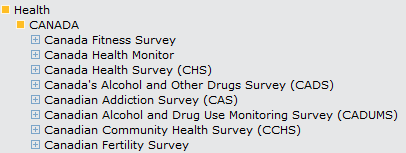 Health
CANADA
Canada Fitness Survey
Canada Health Monitor
Canada Health Survey (CHS)
Canada's Alcohol and Other Drugs Survey (CADS)
Canadian Addiction Survey (CAS)
Canadian Alcohol and Drug Use Monitoring Survey (CADUMS)
Canadian Community Health Survey (CCHS)
Canadian Fertility Survey